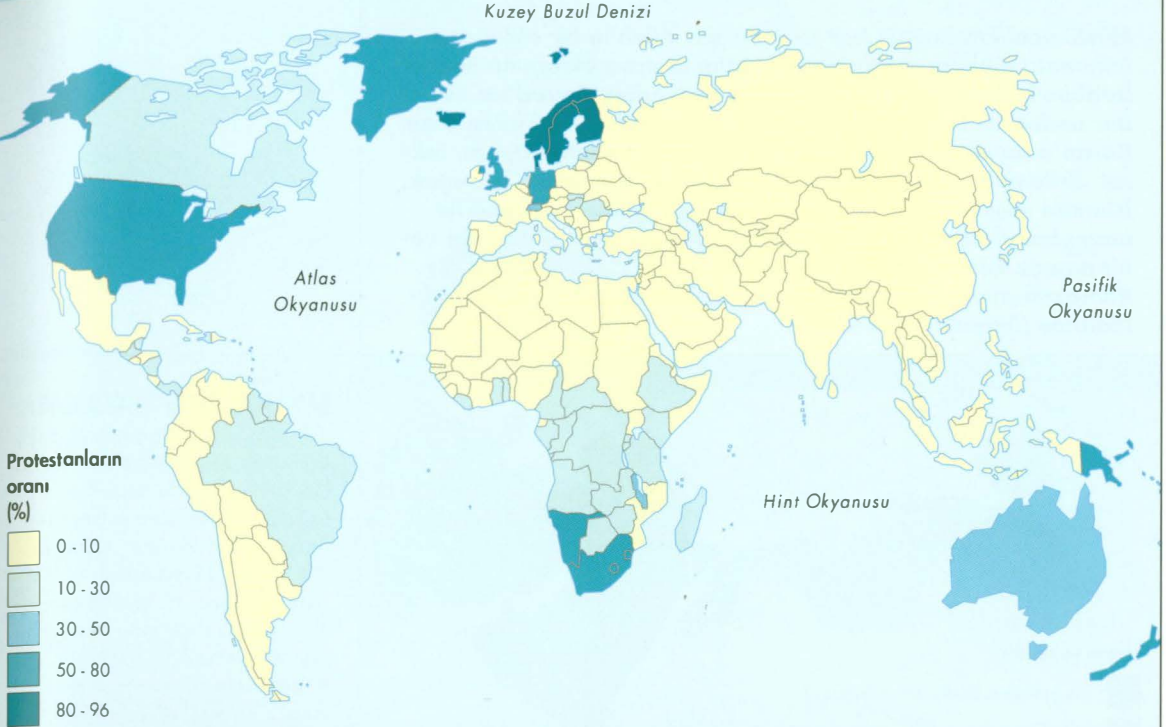 Kuzey Buzul Denizi
Atlas
Okyanusu
Pasifik
Okyanusu
Hint Okyanusu
Protestanların
oranı
(%)
0 - 10
10 - 30
30 - 50
50 - 80
80 - 96